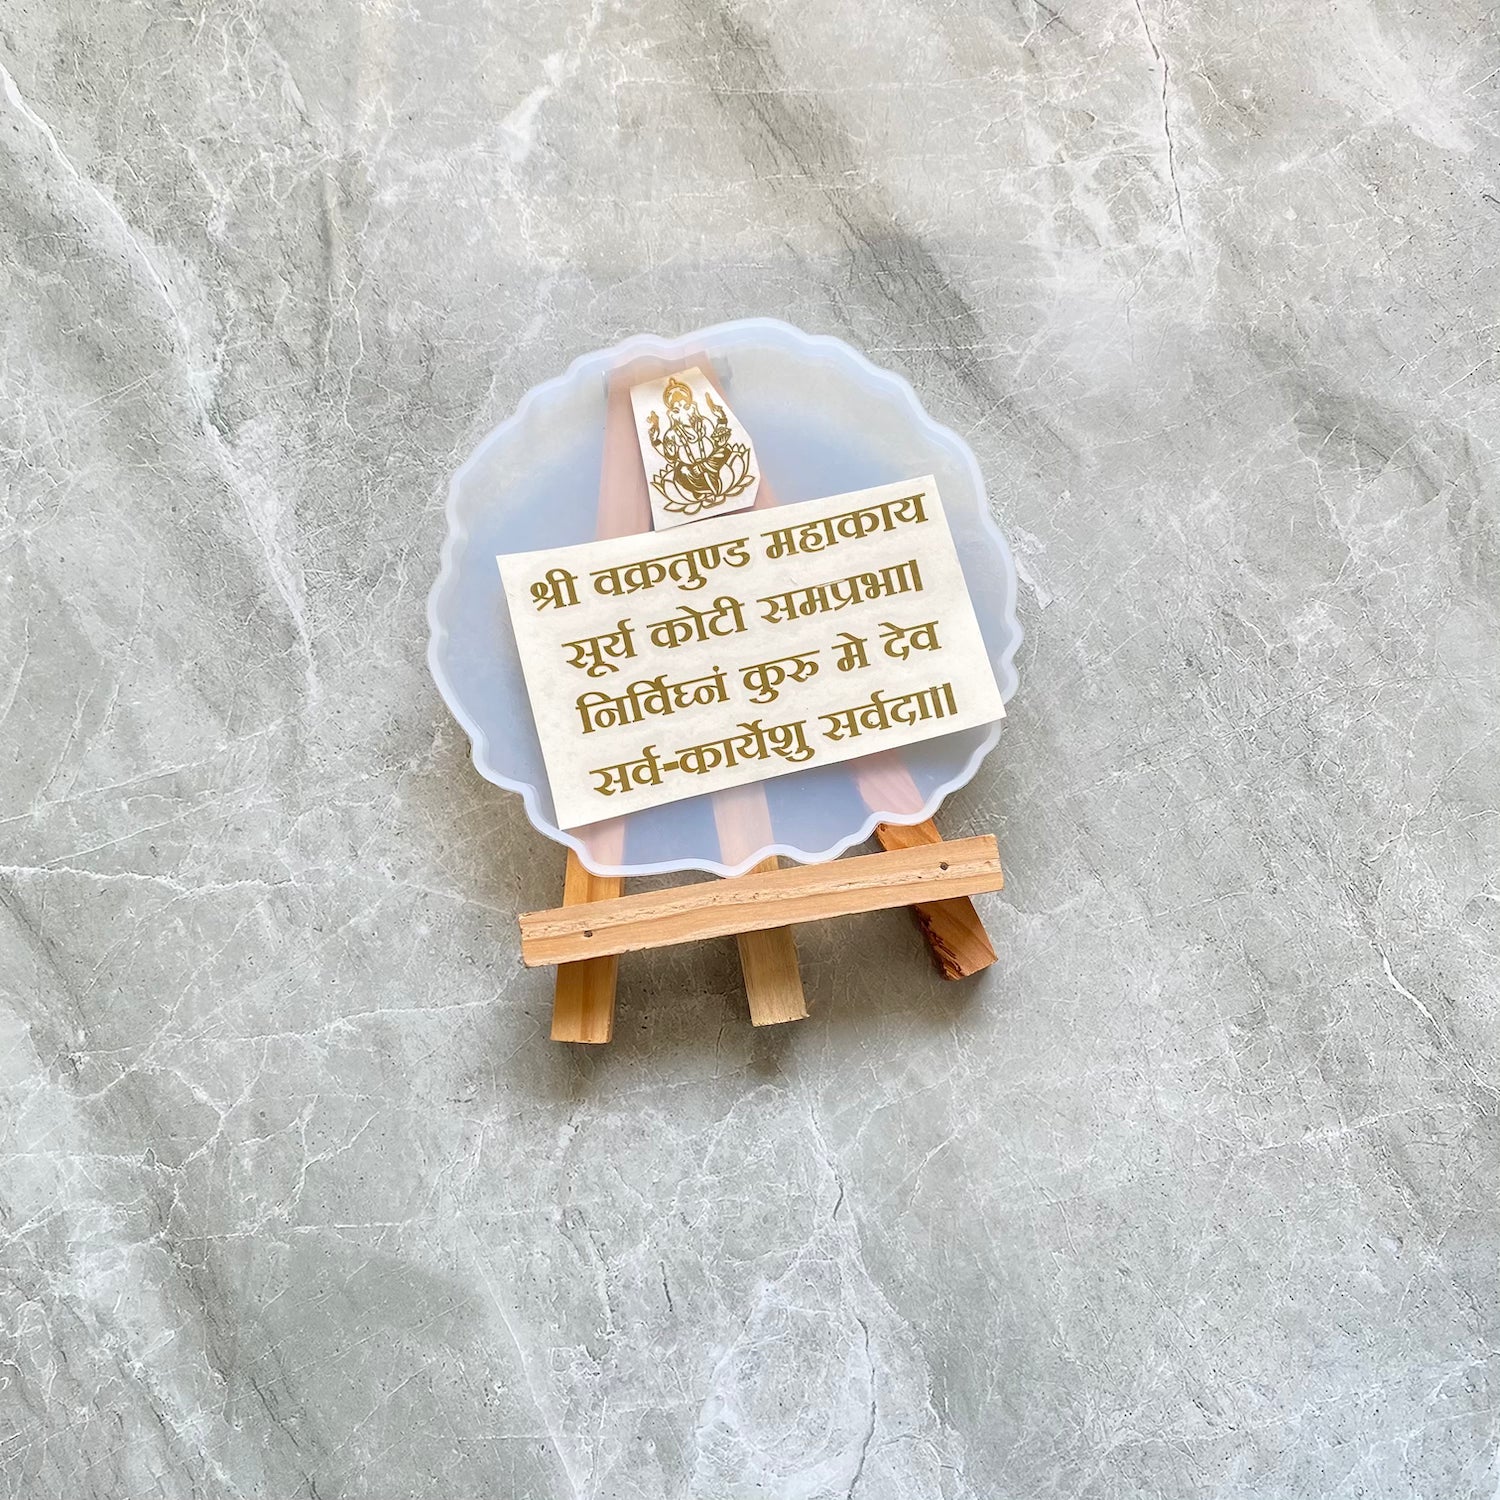 श्री वक्रतुण्ड महाकाय
सूर्य कोटी समप्रभा।
निर्विघ्नं कुरु मे देव
सर्व-कार्येशु सर्वदा॥